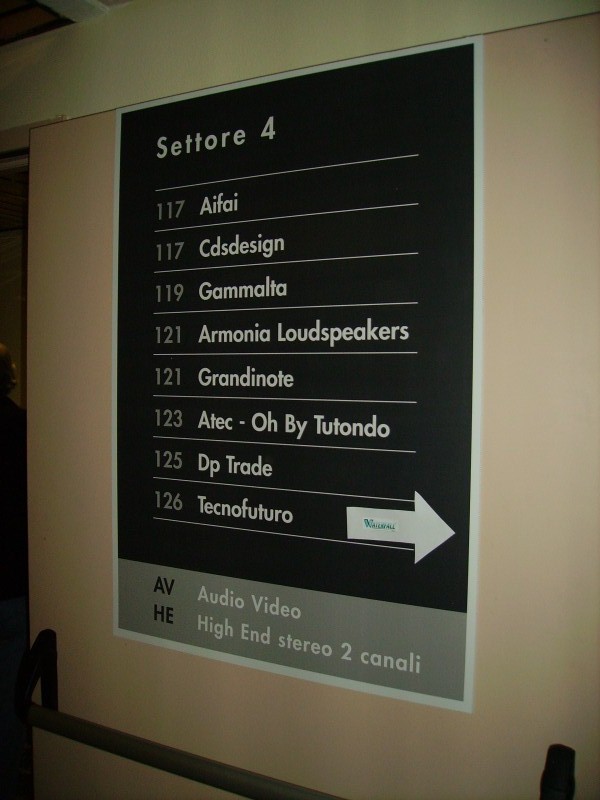 Settore 4
117 Aifai
117 Cdsdesign
119 Gammalta
121 Armonia Loudspeakers
121 Grandinote
123 Atec - Oh By Tutondo
125 Dp Trade
126 Tecnofuturo
WATERFALL
AV Audio Video
HE High End stereo 2 canali